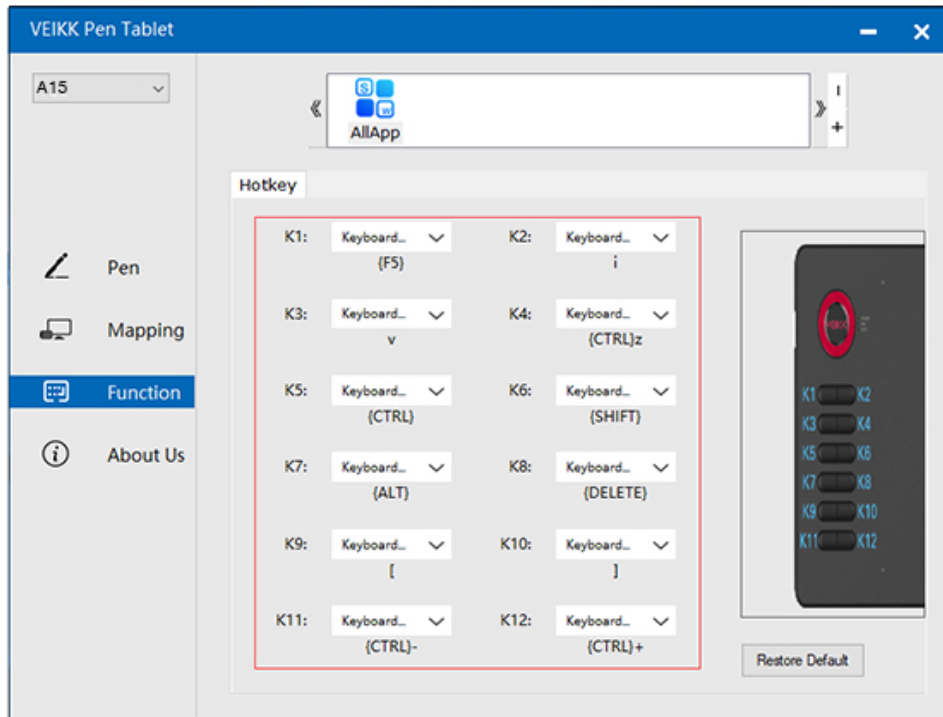 VEIKK Pen Tablet
A15
AllApp
Hotkey
K1: Keyboard... K2: Keyboard...
{F5} i
K3: Keyboard... K4: Keyboard...
v {CTRL}z
K5: Keyboard... K6: Keyboard...
{CTRL} {SHIFT}
K7: Keyboard... K8: Keyboard...
{ALT} {DELETE}
K9: Keyboard... K10: Keyboard...
[ ]
K11: Keyboard... K12: Keyboard...
{CTRL}- {CTRL}+
Pen
Mapping
Function
About Us
VEIKK
K1 K2
K3 K4
K5 K6
K7 K8
K9 K10
K11 K12
Restore Default